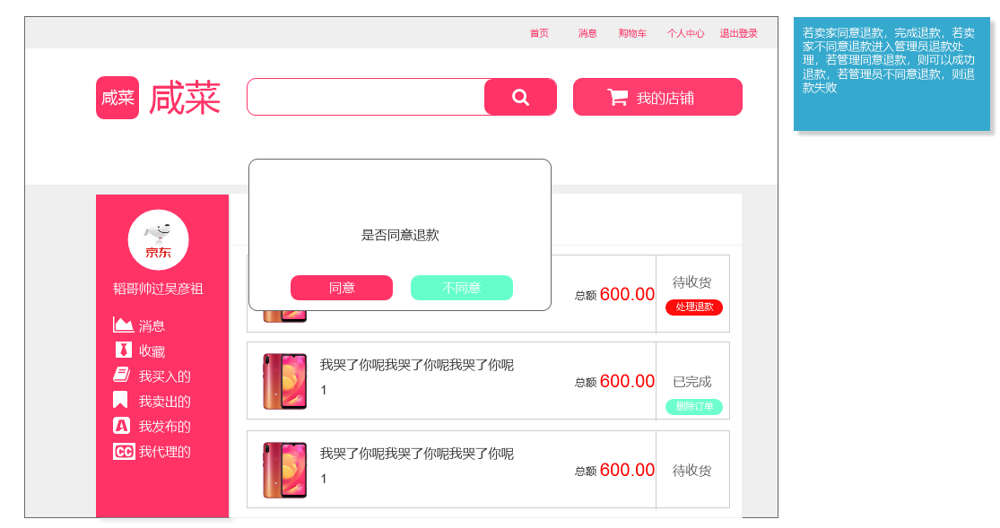 首页 消息 购物车 个人中心 退出登录
咸菜 咸菜 我的店铺
若卖家同意退款，完成退款，若卖
家不同意退款进入管理员退款处
理，若管理同意退款，则可以成功
退款，若管理员不同意退款，则退
款失败
京东
韬哥帅过吴彦祖
消息
收藏
我买入的
我卖出的
我发布的
CC 我代理的
是否同意退款
同意 不同意
总额 600.00 待收货
处理退款
我哭了你呢我哭了你呢我哭了你呢
1
总额 600.00 已完成
删除订单
我哭了你呢我哭了你呢我哭了你呢
1
总额 600.00 待收货